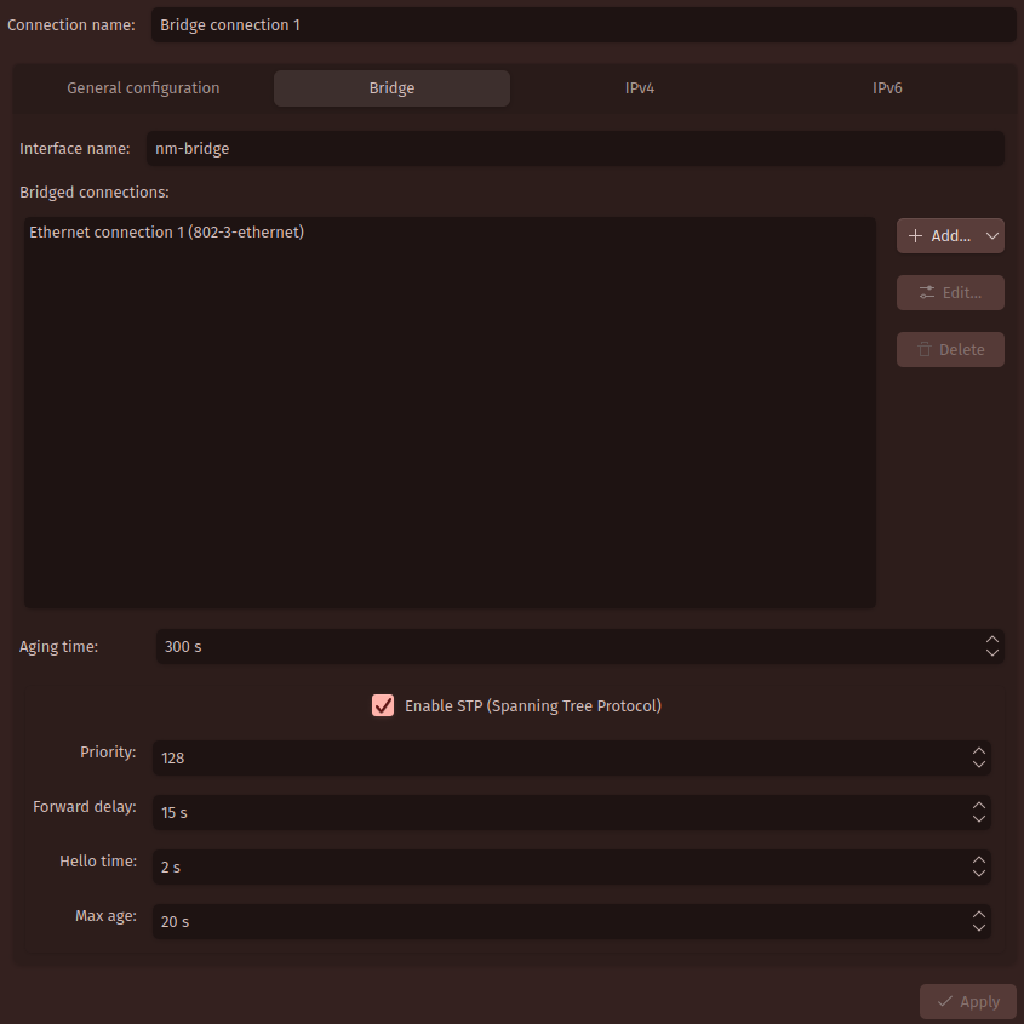 Connection name: Bridge connection 1
General configuration Bridge IPv4 IPv6
Interface name: nm-bridge
Bridged connections:
Ethernet connection 1 (802-3-ethernet)
Add...
Edit...
Delete
Aging time: 300 s
Enable STP (Spanning Tree Protocol)
Priority: 128
Forward delay: 15 s
Hello time: 2 s
Max age: 20 s
Apply